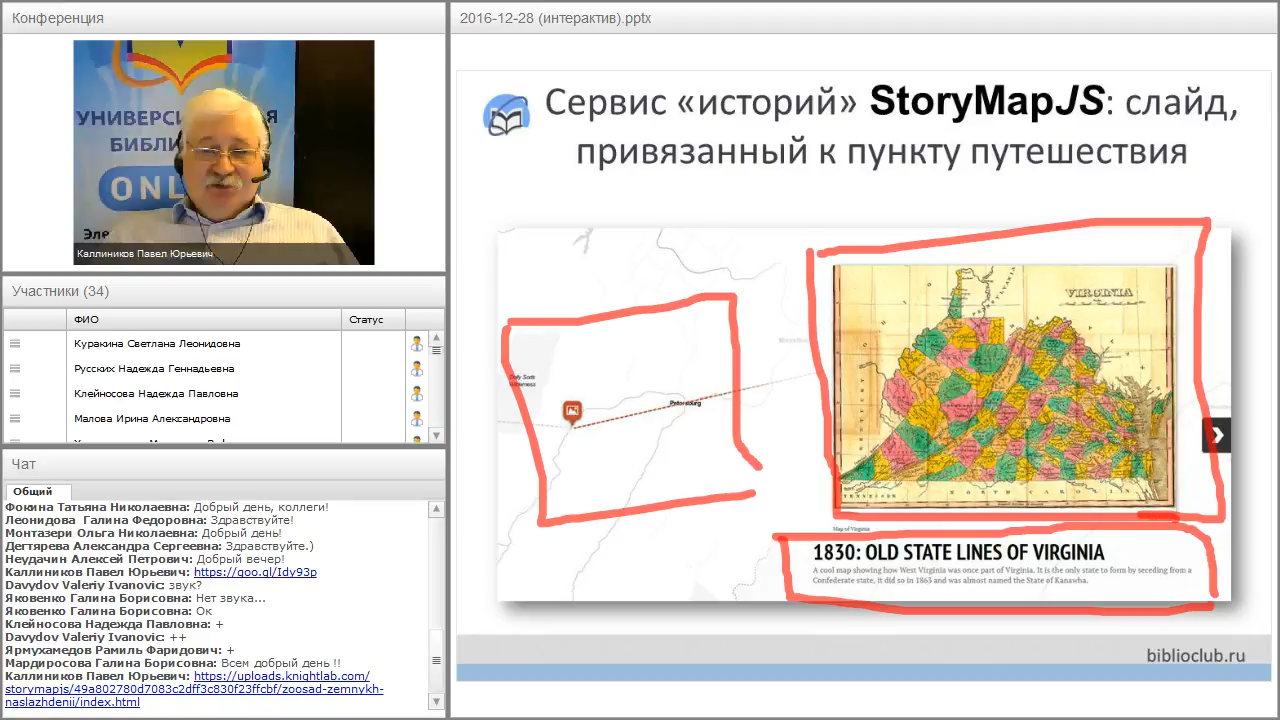 Конференция
УНИВЕРСИ
БИБЛИ
ONL
Эле
Каллиников Павел Юрьевич
Участники (34)
ФИО
Статус
Куракина Светлана Леонидовна
Русских Надежда Геннадьевна
Клейносова Надежда Павловна
Малова Ирина Александровна
Чат
Общий
Фокина Татьяна Николаевна: Добрый день, коллеги!
Леонидова Галина Федоровна: Здравствуйте!
Монтазери Ольга Николаевна: Добрый день!
Дегтярева Александра Сергеевна: Здравствуйте.)
Неудачин Алексей Петрович: Добрый вечер!
Каллиников Павел Юрьевич: https://goo.gl/Idy93p
Davydov Valeriy Ivanovic: звук?
Яковенко Галина Борисовна: Нет звука...
Яковенко Галина Борисовна: Ок
Клейносова Надежда Павловна: +
Davydov Valeriy Ivanovic: ++
Ярмухамедов Рамиль Фаридович: +
Мардиросова Галина Борисовна: Всем добрый день !!
Каллиников Павел Юрьевич: https://uploads.knightlab.com/
storymapjs/49a802780d7083c2dff3c830f23ffcbf/zoosad-zemnykh-
naslazhdenii/index.html
2016-12-28 (интерактив).pptx
Сервис «историй» StoryMapJS: слайд,
привязанный к пункту путешествия
Dolly Sods
Wilderness
Petersburg
VIRGINIA
Map of Virginia
1830: OLD STATE LINES OF VIRGINIA
A cool map showing how West Virginia was once part of Virginia. It is the only state to form by seceding from a
Confederate state, it did so in 1863 and was almost named the State of Kanawha.
biblioclub.ru